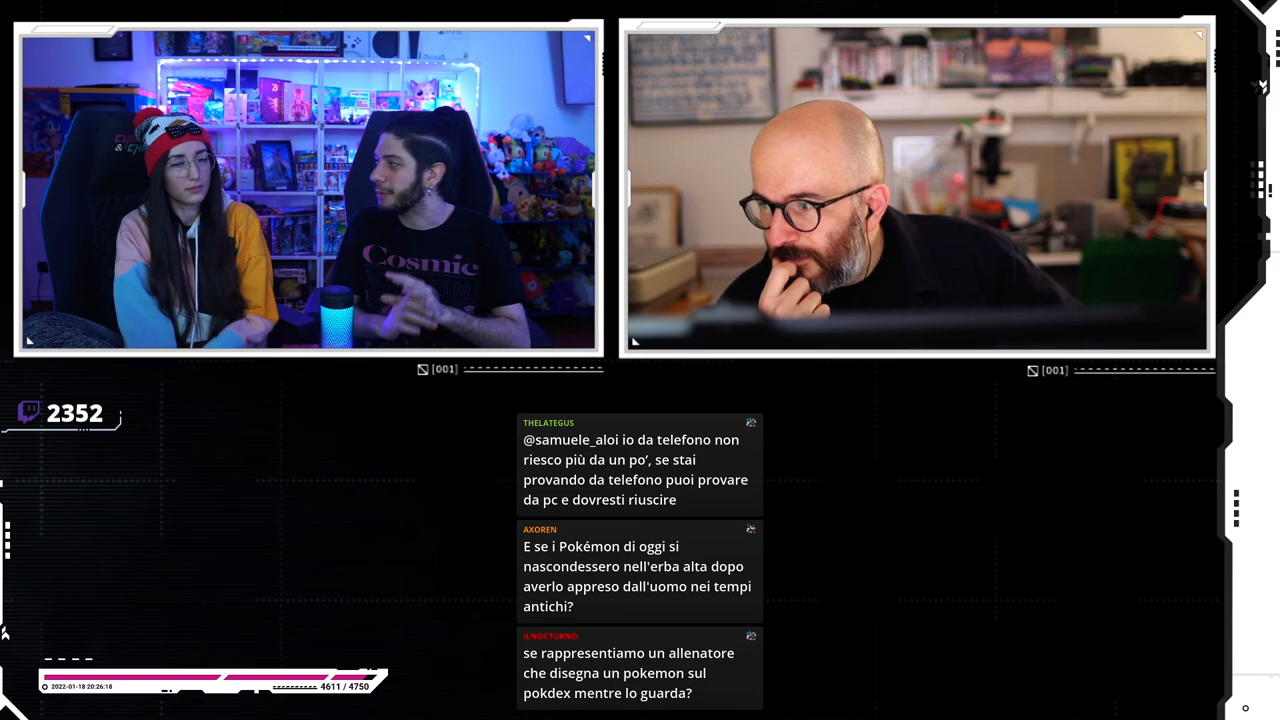 Cosmic
[001]
[001]
2352
THELATEGUS
@samuele_aloi io da telefono non
riesco più da un po', se stai
provando da telefono puoi provare
da pc e dovresti riuscire
AXOREN
E se i Pokémon di oggi si
nascondessero nell'erba alta dopo
averlo appreso dall'uomo nei tempi
antichi?
ILNOCTURNO
se rappresentiamo un allenatore
che disegna un pokemon sul
pokdex mentre lo guarda?
2022-01-18 20:26:18
4611 / 4750